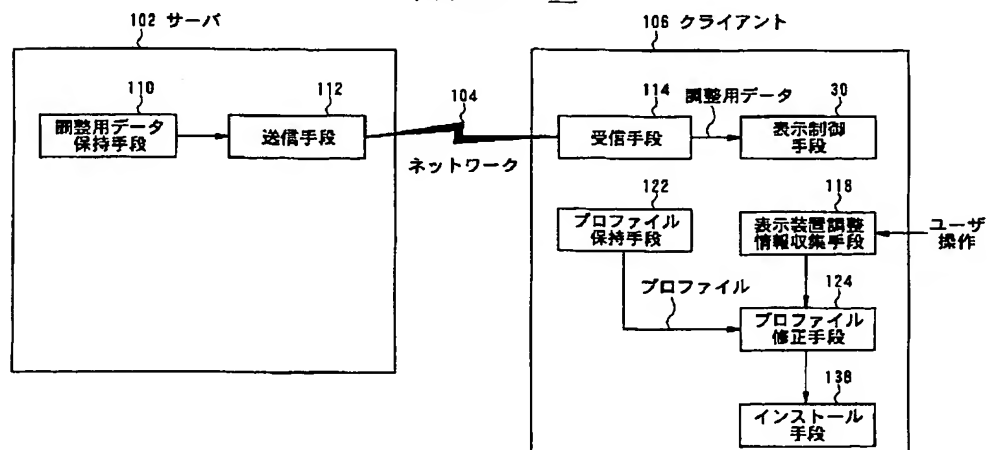 102 サーバ
106 クライアント
110
調整用データ
保持手段
112
送信手段
104
ネットワーク
114
受信手段
調整用データ
30
表示制御
手段
122
プロファイル
保持手段
118
表示装置調整
情報収集手段
ユーザ
操作
プロファイル
124
プロファイル
修正手段
138
インストール
手段